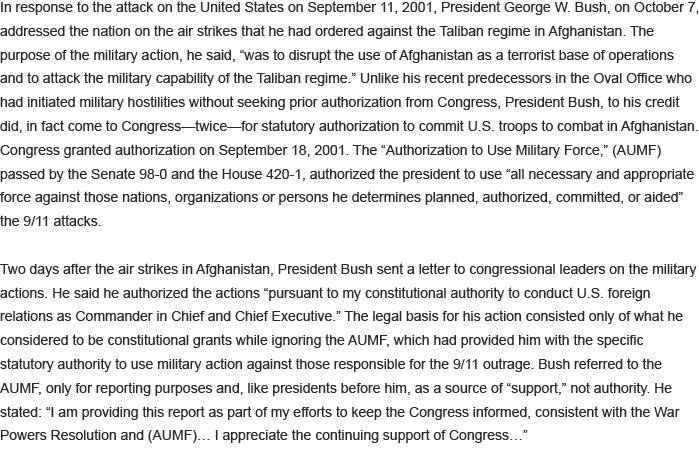 In response to the attack on the United States on September 11, 2001, President George W. Bush, on October 7,
addressed the nation on the air strikes that he had ordered against the Taliban regime in Afghanistan. The
purpose of the military action, he said, “was to disrupt the use of Afghanistan as a terrorist base of operations
and to attack the military capability of the Taliban regime.” Unlike his recent predecessors in the Oval Office who
had initiated military hostilities without seeking prior authorization from Congress, President Bush, to his credit
did, in fact come to Congress—twice—for statutory authorization to commit U.S. troops to combat in Afghanistan.
Congress granted authorization on September 18, 2001. The “Authorization to Use Military Force,” (AUMF)
passed by the Senate 98-0 and the House 420-1, authorized the president to use “all necessary and appropriate
force against those nations, organizations or persons he determines planned, authorized, committed, or aided”
the 9/11 attacks.
Two days after the air strikes in Afghanistan, President Bush sent a letter to congressional leaders on the military
actions. He said he authorized the actions “pursuant to my constitutional authority to conduct U.S. foreign
relations as Commander in Chief and Chief Executive.” The legal basis for his action consisted only of what he
considered to be constitutional grants while ignoring the AUMF, which had provided him with the specific
statutory authority to use military action against those responsible for the 9/11 outrage. Bush referred to the
AUMF, only for reporting purposes and, like presidents before him, as a source of “support,” not authority. He
stated: “I am providing this report as part of my efforts to keep the Congress informed, consistent with the War
Powers Resolution and (AUMF)… I appreciate the continuing support of Congress…”